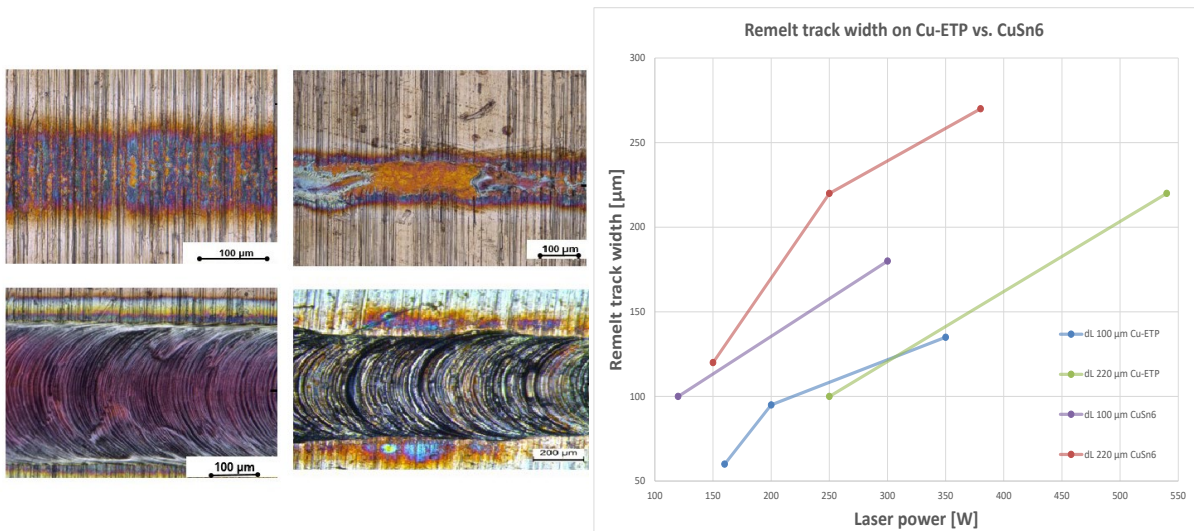 100 µm
100 µm
100 µm
200 µm
Remelt track width on Cu-ETP vs. CuSn6
Remelt track width [µm]
300
250
200
150
100
50
dL 100 µm Cu-ETP
dL 220 µm Cu-ETP
dL 100 µm CuSn6
dL 220 µm CuSn6
100 150 200 250 300 350 400 450 500 550
Laser power [W]